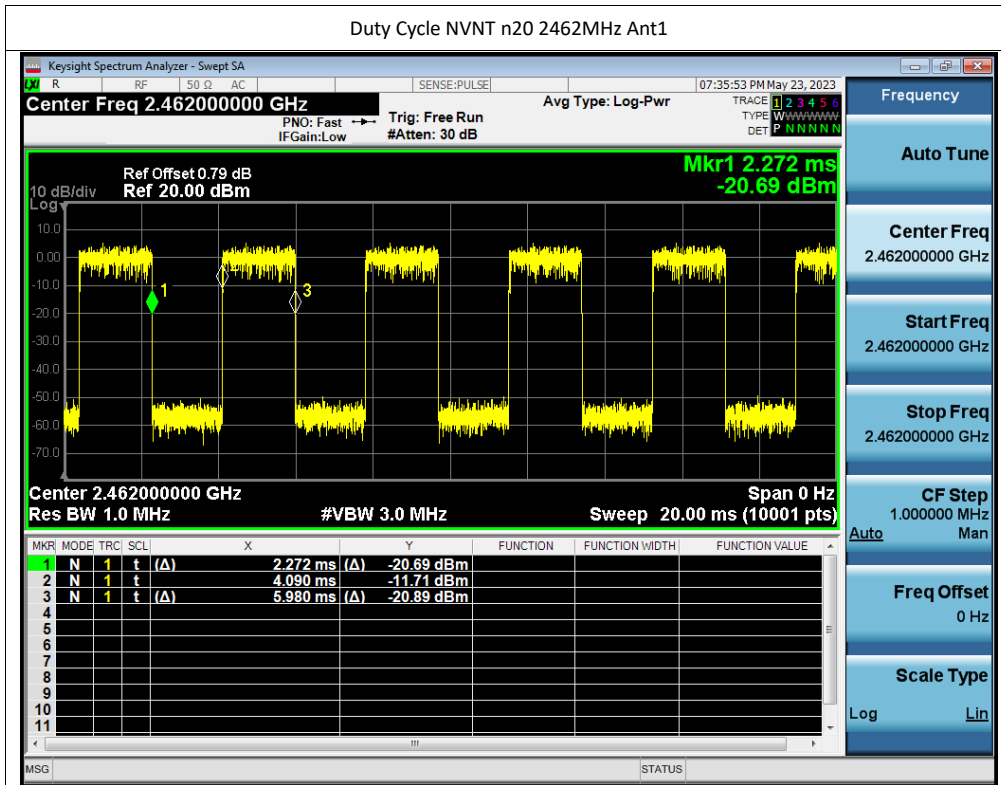 Duty Cycle NVNT n20 2462MHz Ant1
Keysight Spectrum Analyzer - Swept SA
LXI R RF 50 Ω AC SENSE:PULSE 07:35:53 PM May 23, 2023
Center Freq 2.462000000 GHz Avg Type: Log-Pwr TRACE 1 2 3 4 5 6
PNO: Fast Trig: Free Run TYPE WWWWWWW
IFGain:Low #Atten: 30 dB DET P N N N N N
Mkr1 2.272 ms
-20.69 dBm
Ref Offset 0.79 dB
10 dB/div Ref 20.00 dBm
Log
10.0
0.00
-10.0
-20.0
-30.0
-40.0
-50.0
-60.0
-70.0
1
3
Center 2.462000000 GHz Span 0 Hz
Res BW 1.0 MHz #VBW 3.0 MHz Sweep 20.00 ms (10001 pts)
MKR MODE TRC SCL X Y FUNCTION FUNCTION WIDTH FUNCTION VALUE
1 N 1 t (Δ) 2.272 ms (Δ) -20.69 dBm
2 N 1 t 4.090 ms -11.71 dBm
3 N 1 t (Δ) 5.980 ms (Δ) -20.89 dBm
4
5
6
7
8
9
10
11
MSG STATUS
Frequency
Auto Tune
Center Freq
2.462000000 GHz
Start Freq
2.462000000 GHz
Stop Freq
2.462000000 GHz
CF Step
1.000000 MHz
Auto Man
Freq Offset
0 Hz
Scale Type
Log Lin